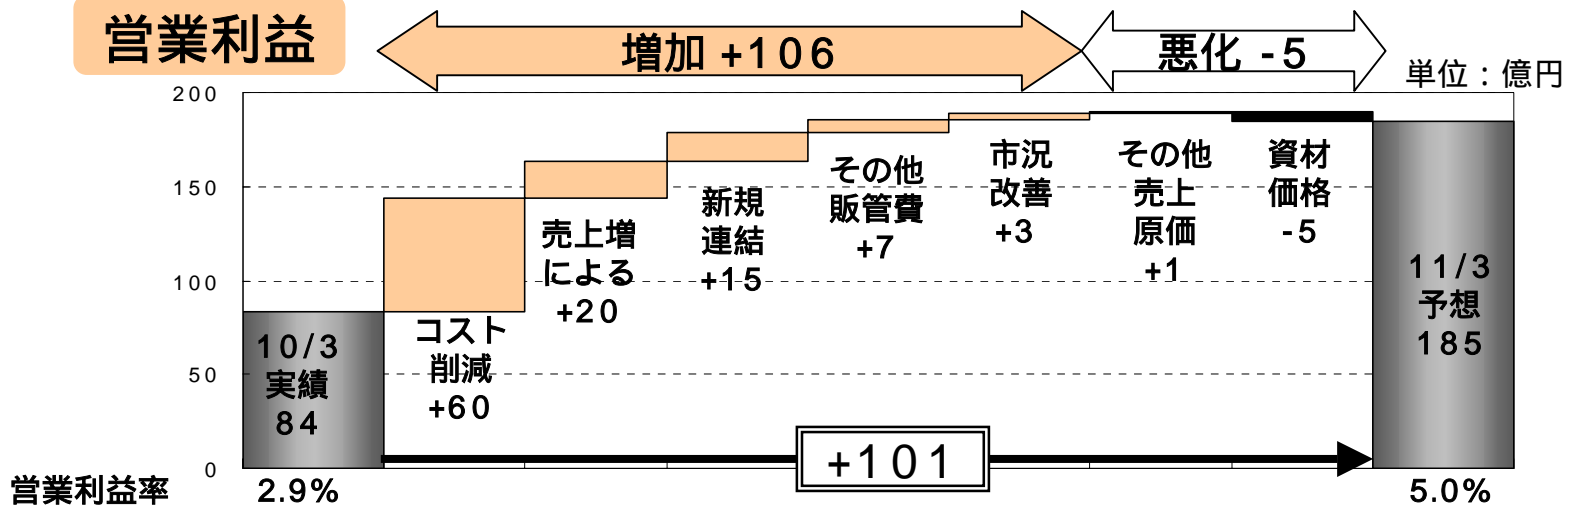 営業利益
増加 +106
悪化 -5
単位：億円
200
150
100
50
0
10/3
実績
84
コスト
削減
+60
売上増
による
+20
新規
連結
+15
その他
販管費
+7
市況
改善
+3
その他
売上
原価
+1
資材
価格
-5
11/3
予想
185
+101
営業利益率
2.9%
5.0%